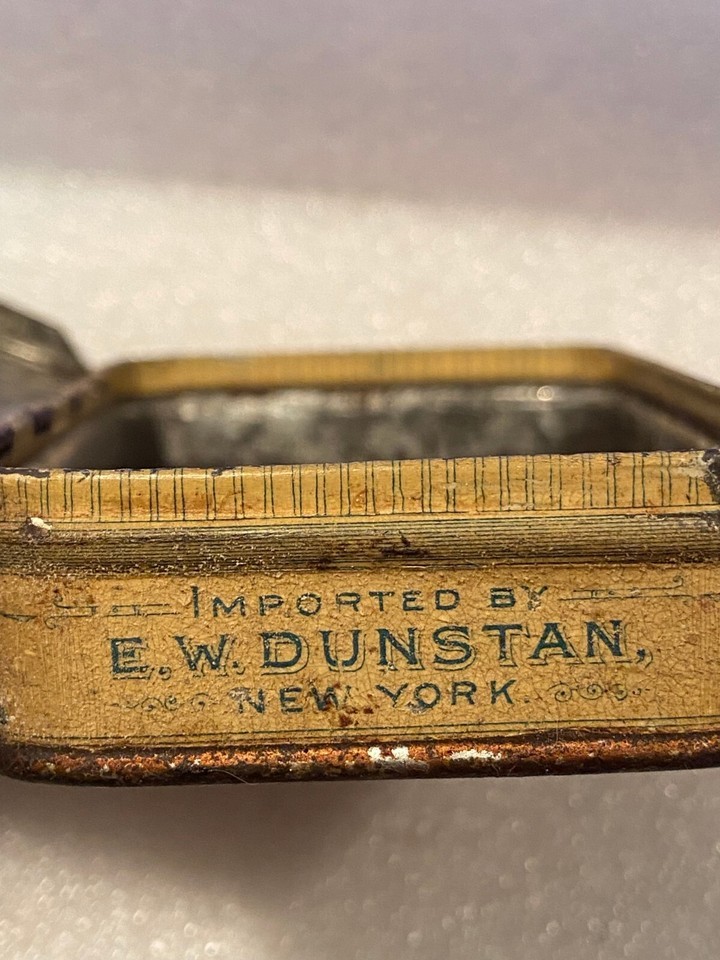 IMPORTED BY
E.W. DUNSTAN,
NEW YORK.